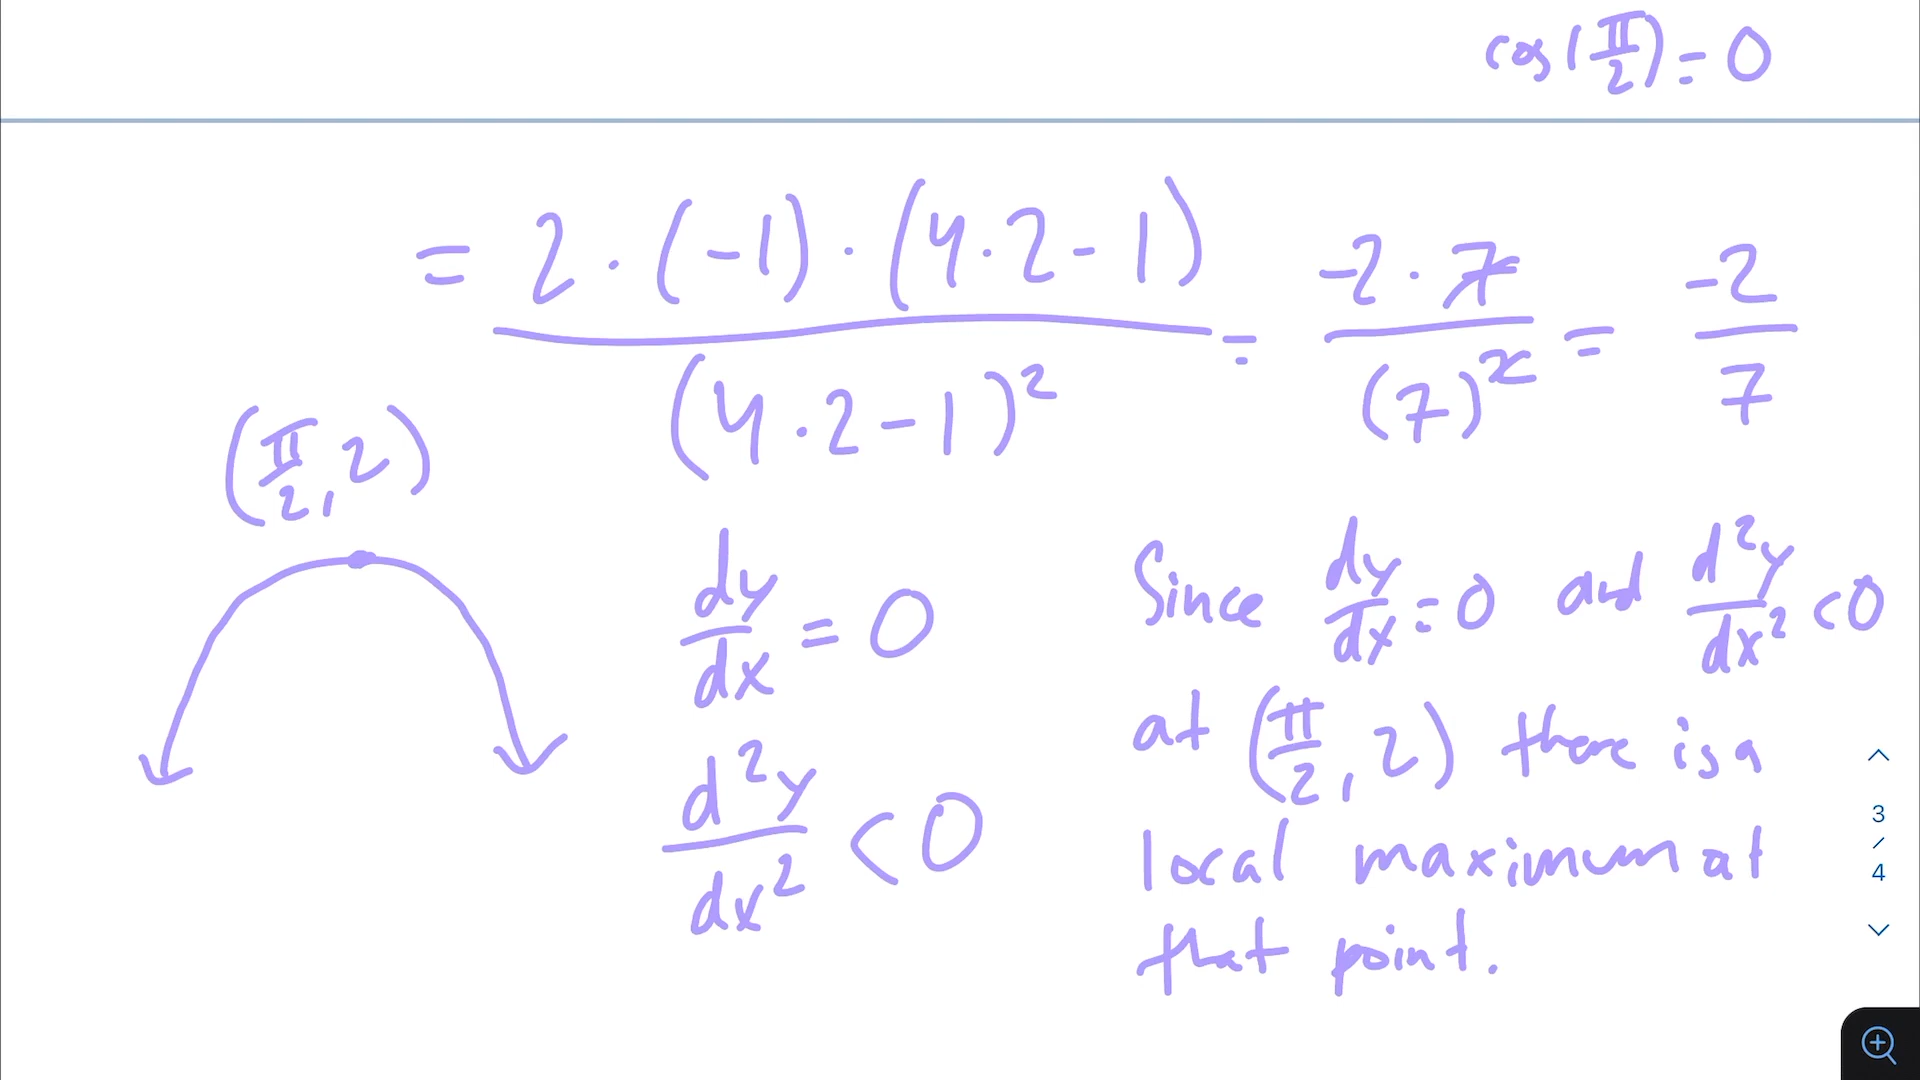 cos(π/2) = 0
= 2·(-1)·(4·2-1) / (4·2-1)² = -2·7 / (7)² = -2/7
(π/2, 2)
dy/dx = 0
d²y/dx² < 0
Since dy/dx = 0 and d²y/dx² < 0
at (π/2, 2) there is a
local maximum at
that point.
3
/
4